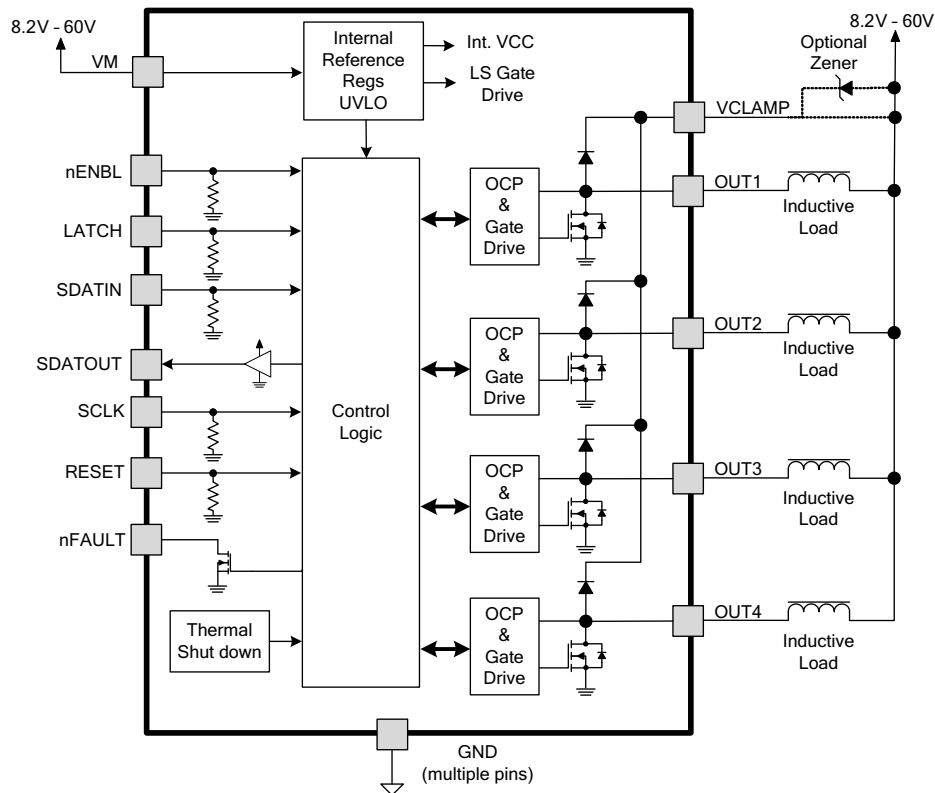 8.2V - 60V
VM
Internal
Reference
Regs
UVLO
Int. VCC
LS Gate
Drive
8.2V - 60V
Optional
Zener
VCLAMP
nENBL
LATCH
SDATIN
SDATOUT
SCLK
RESET
nFAULT
Control
Logic
Thermal
Shut down
OCP
&
Gate
Drive
OUT1
Inductive
Load
OCP
&
Gate
Drive
OUT2
Inductive
Load
OCP
&
Gate
Drive
OUT3
Inductive
Load
OCP
&
Gate
Drive
OUT4
Inductive
Load
GND
(multiple pins)